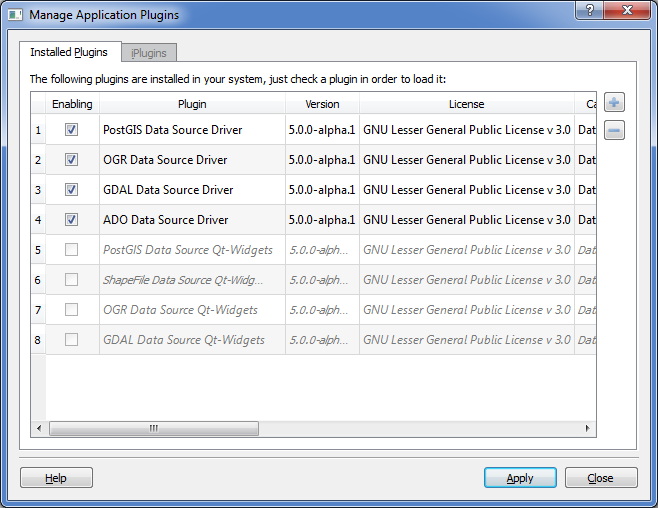 Manage Application Plugins
Installed Plugins
iPlugins
The following plugins are installed in your system, just check a plugin in order to load it:
Enabling Plugin Version License Ca
1 PostGIS Data Source Driver 5.0.0-alpha.1 GNU Lesser General Public License v 3.0 Dat
2 OGR Data Source Driver 5.0.0-alpha.1 GNU Lesser General Public License v 3.0 Dat
3 GDAL Data Source Driver 5.0.0-alpha.1 GNU Lesser General Public License v 3.0 Dat
4 ADO Data Source Driver 5.0.0-alpha.1 GNU Lesser General Public License v 3.0 Dat
5 PostGIS Data Source Qt-Widgets 5.0.0-alph... GNU Lesser General Public License v 3.0 Dat
6 ShapeFile Data Source Qt-Widg... 5.0.0-alph... GNU Lesser General Public License v 3.0 Dat
7 OGR Data Source Qt-Widgets 5.0.0-alph... GNU Lesser General Public License v 3.0 Dat
8 GDAL Data Source Qt-Widgets 5.0.0-alph... GNU Lesser General Public License v 3.0 Dat
Help Apply Close